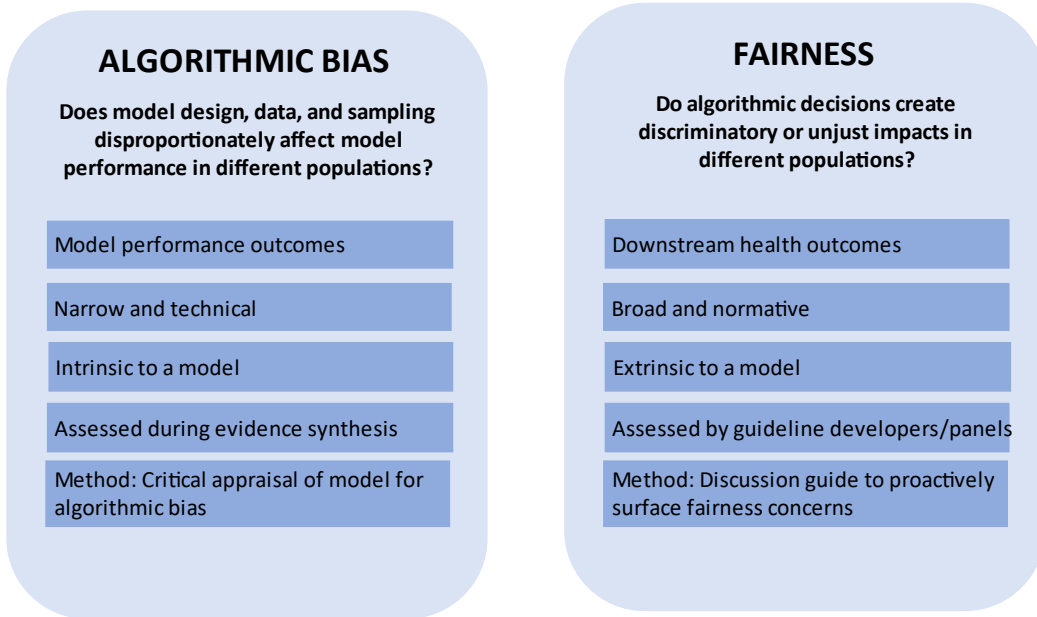 ALGORITHMIC BIAS
Does model design, data, and sampling
disproportionately affect model
performance in different populations?
Model performance outcomes
Narrow and technical
Intrinsic to a model
Assessed during evidence synthesis
Method: Critical appraisal of model for
algorithmic bias
FAIRNESS
Do algorithmic decisions create
discriminatory or unjust impacts in
different populations?
Downstream health outcomes
Broad and normative
Extrinsic to a model
Assessed by guideline developers/panels
Method: Discussion guide to proactively
surface fairness concerns